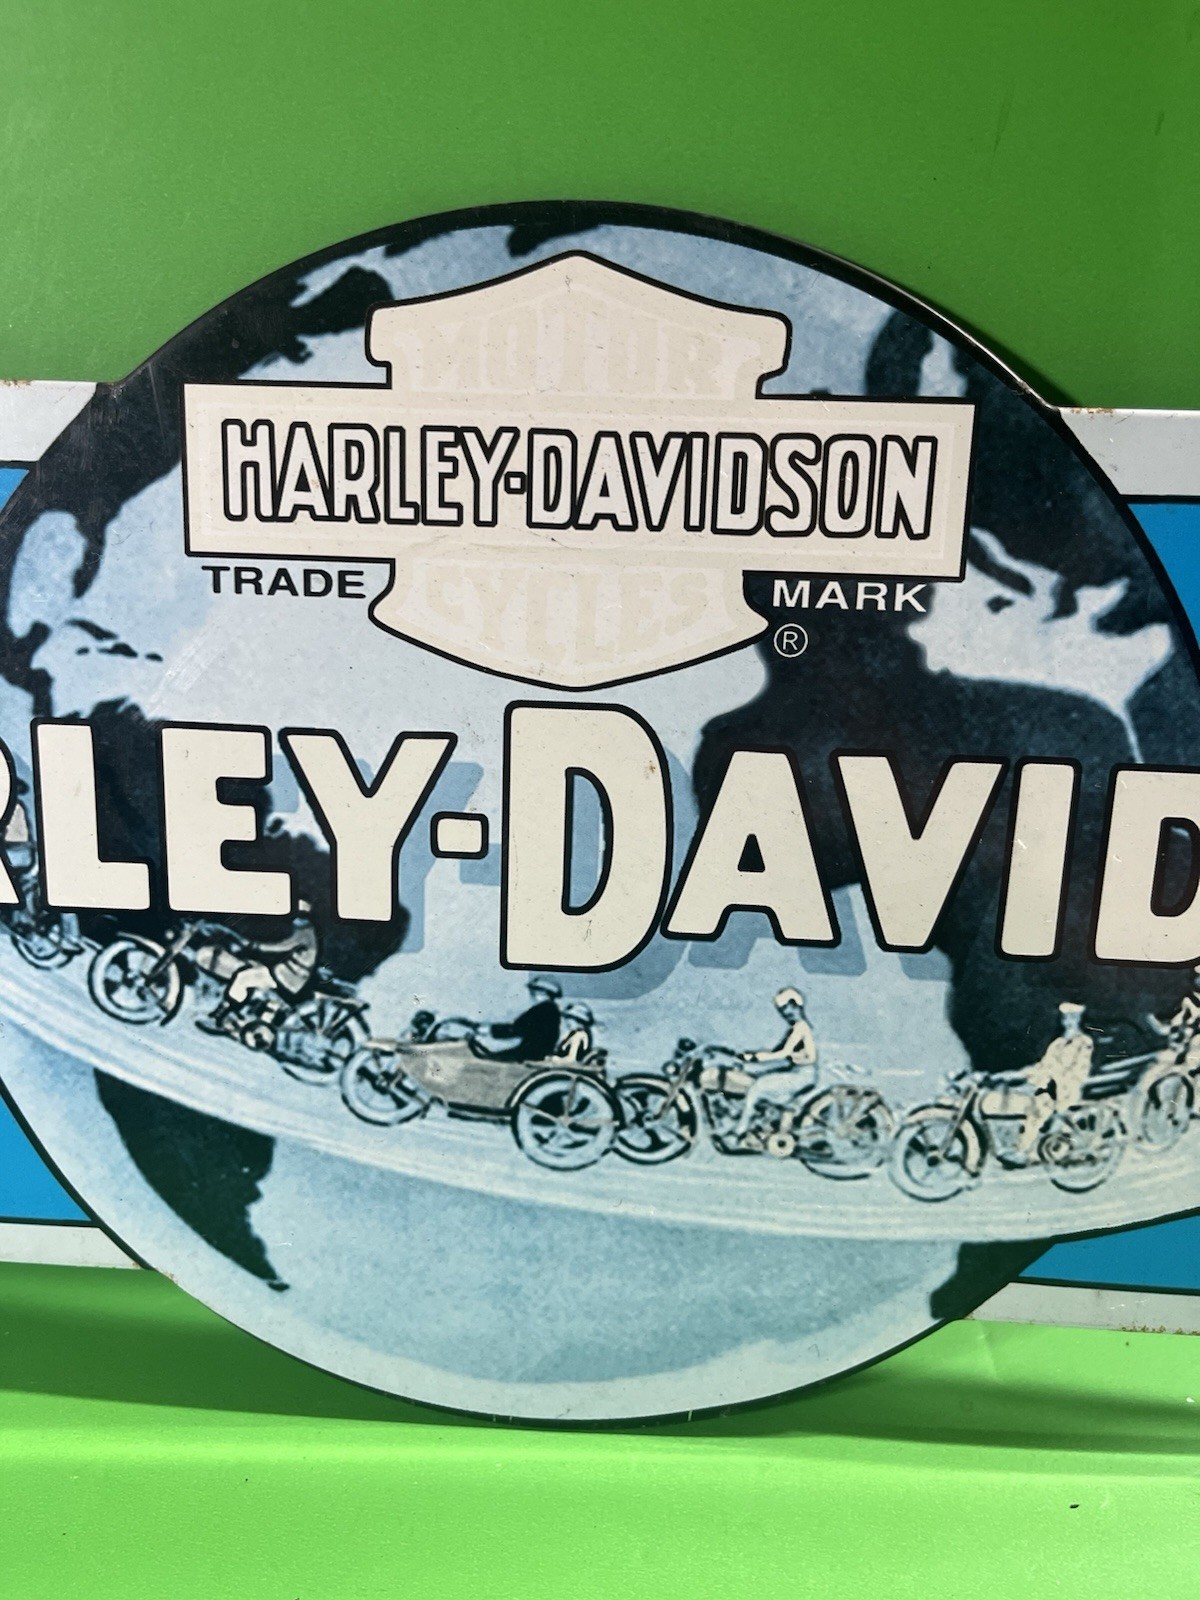 MOTOR
HARLEY-DAVIDSON
CYCLES
TRADE MARK
®
RLEY-DAVID